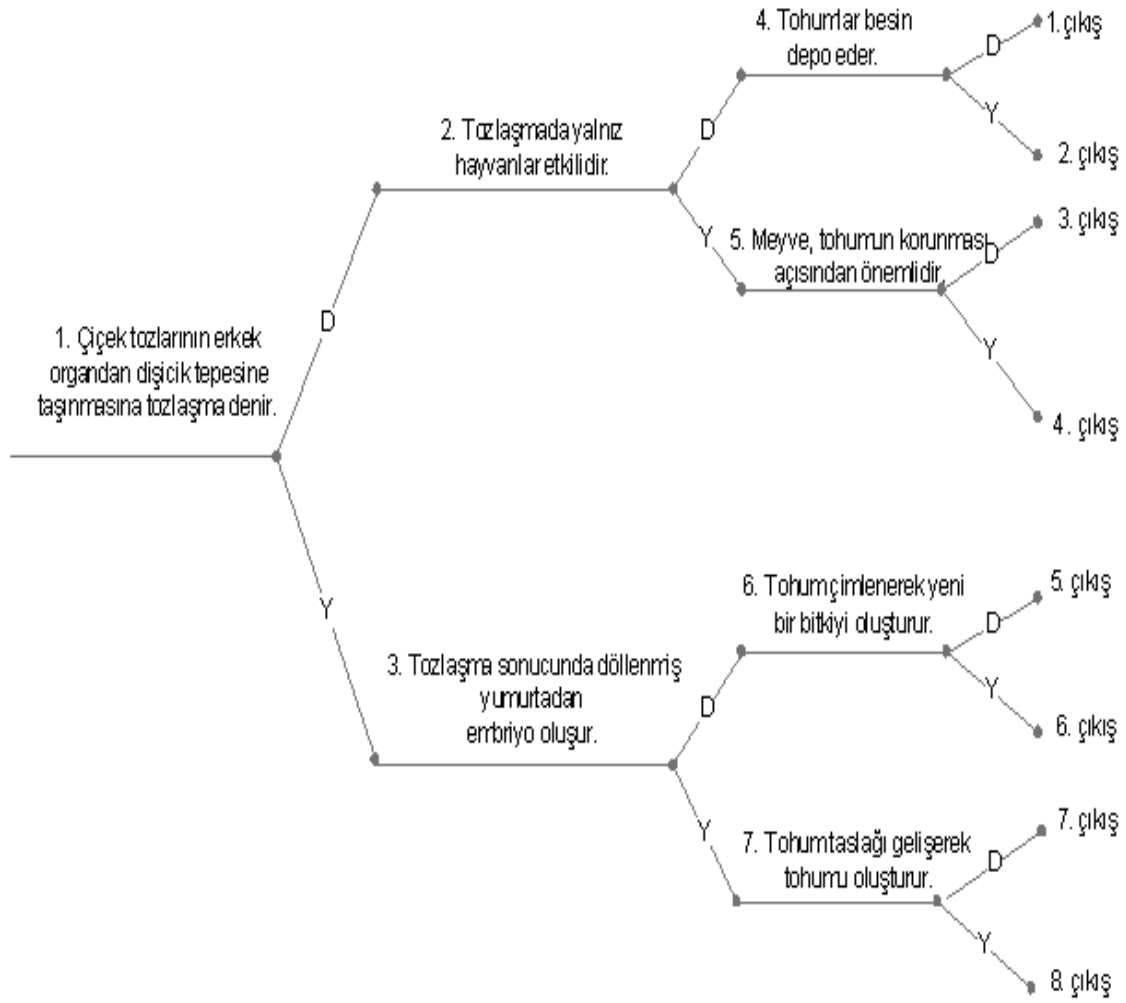 4. Tohumlar besin
depo eder.
D
1. çıkış
Y
2. çıkış
2. Tozlaşmada yalnız
hayvanlar etkilidir.
D
Y
5. Meyve, tohumun korunması
açısından önemlidir.
D
3. çıkış
Y
4. çıkış
1. Çiçek tozlarının erkek
organdan dişicik tepesine
taşınmasına tozlaşma denir.
D
Y
6. Tohum çimlenerek yeni
bir bitkiyi oluşturur.
D
5. çıkış
Y
6. çıkış
3. Tozlaşma sonucunda döllenmiş
yumurtadan
embriyo oluşur.
D
Y
7. Tohum taslağı gelişerek
tohumu oluşturur.
D
7. çıkış
Y
8. çıkış